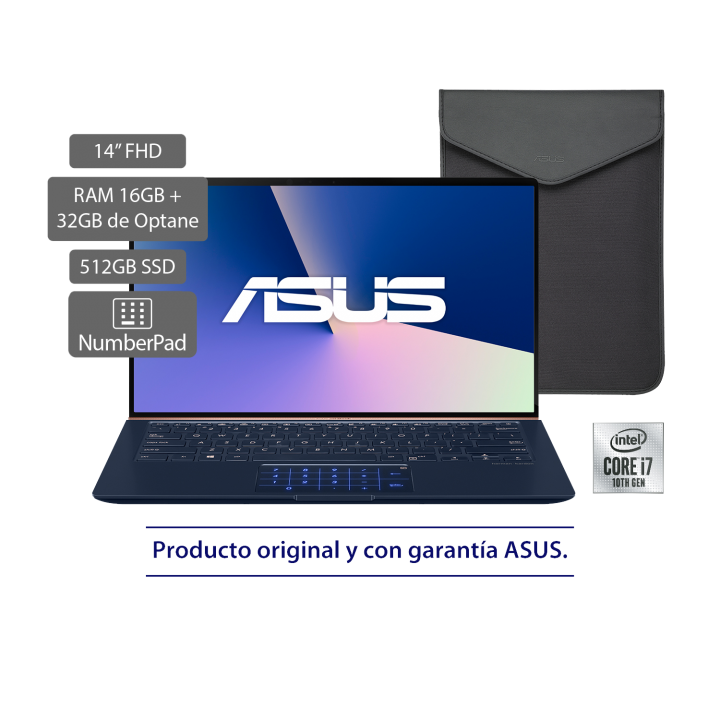 14” FHD
RAM 16GB +
32GB de Optane
512GB SSD
NumberPad
ASUS
ASUS
intel
CORE i7
10TH GEN
Producto original y con garantía ASUS.